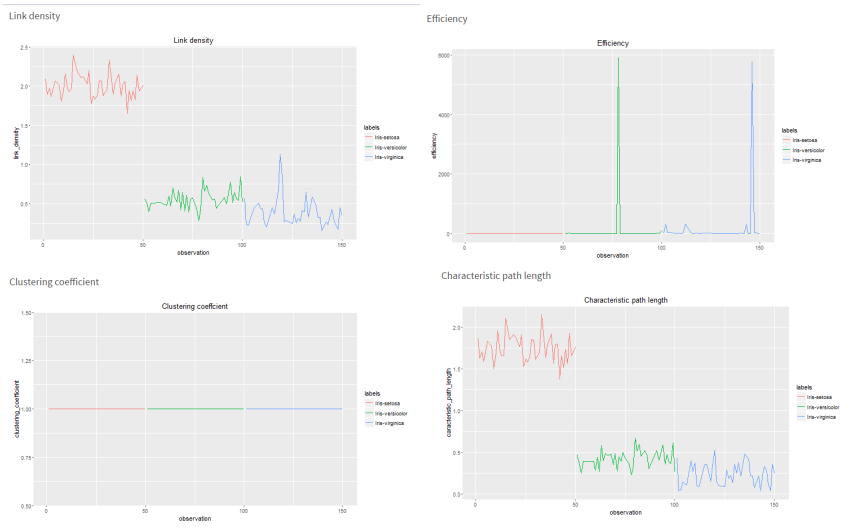 Link density
Link density
2.5
2.0
1.5
1.0
0.5
link_density
0
50
100
150
observation
labels
Iris-setosa
Iris-versicolor
Iris-virginica
Efficiency
Efficiency
6000
4000
2000
0
efficiency
0
50
100
150
observation
labels
Iris-setosa
Iris-versicolor
Iris-virginica
Clustering coefficient
Clustering coeffcient
1.50
1.25
1.00
0.75
0.50
clustering_coefficient
0
50
100
150
observation
labels
Iris-setosa
Iris-versicolor
Iris-virginica
Characteristic path length
Characteristic path length
2.0
1.5
1.0
0.5
0.0
caracteristic_path_length
0
50
100
150
observation
labels
Iris-setosa
Iris-versicolor
Iris-virginica